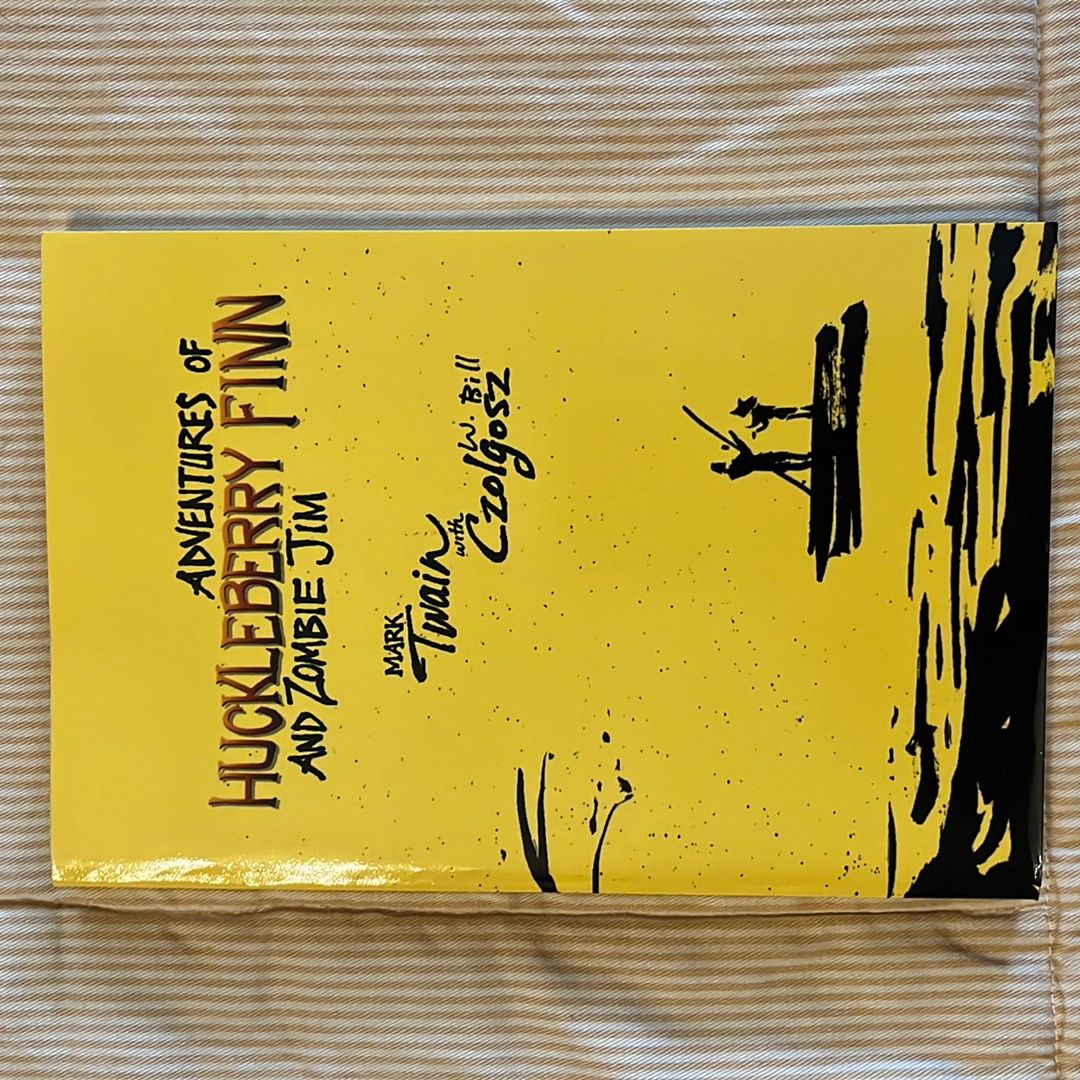 ADVENTURES OF
HUCKLEBERRY FINN
AND ZOMBIE JIM
MARK
Twain
with
W. Bill
Czolgosz